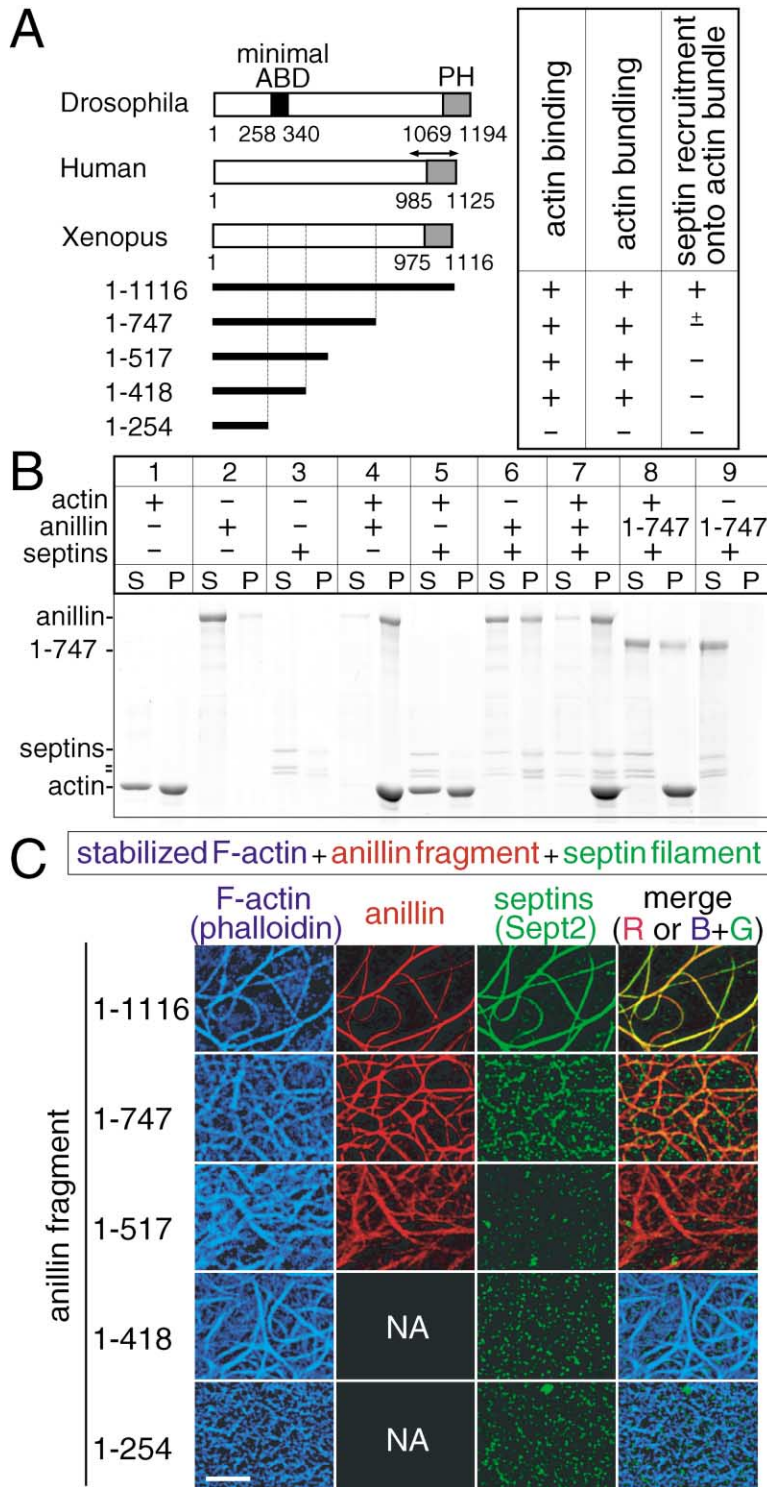 A
minimal
ABD
PH
Drosophila
1 258 340 1069 1194
Human
1 985 1125
Xenopus
1 975 1116
actin binding
actin bundling
septin recruitment
onto actin bundle
1-1116 + + +
1-747 + + ±
1-517 + + −
1-418 + + −
1-254 − − −
B
1 2 3 4 5 6 7 8 9
actin + − − + + − + + −
anillin − + − + − + + 1-747 1-747
septins − − + − + + + + +
S P S P S P S P S P S P S P S P S P
anillin-
1-747 -
septins-
actin-
C
stabilized F-actin + anillin fragment + septin filament
F-actin
(phalloidin)
anillin
septins
(Sept2)
merge
(R or B+G)
anillin fragment
1-1116
1-747
1-517
1-418
NA
1-254
NA